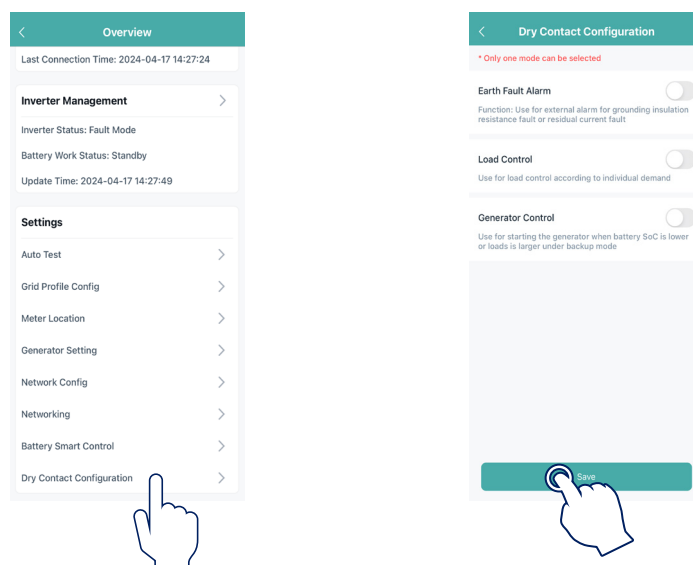 Overview
Last Connection Time: 2024-04-17 14:27:24
Inverter Management
Inverter Status: Fault Mode
Battery Work Status: Standby
Update Time: 2024-04-17 14:27:49
Settings
Auto Test
Grid Profile Config
Meter Location
Generator Setting
Network Config
Networking
Battery Smart Control
Dry Contact Configuration
Dry Contact Configuration
* Only one mode can be selected
Earth Fault Alarm
Function: Use for external alarm for grounding insulation
resistance fault or residual current fault
Load Control
Use for load control according to individual demand
Generator Control
Use for starting the generator when battery SoC is lower
or loads is larger under backup mode
Save